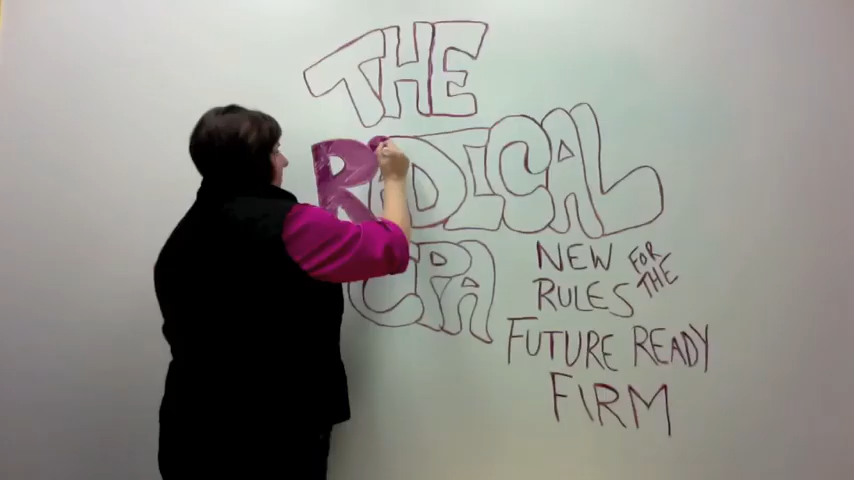 THE
RADICAL
CPA
NEW
RULES
FOR
THE
FUTURE READY
FIRM